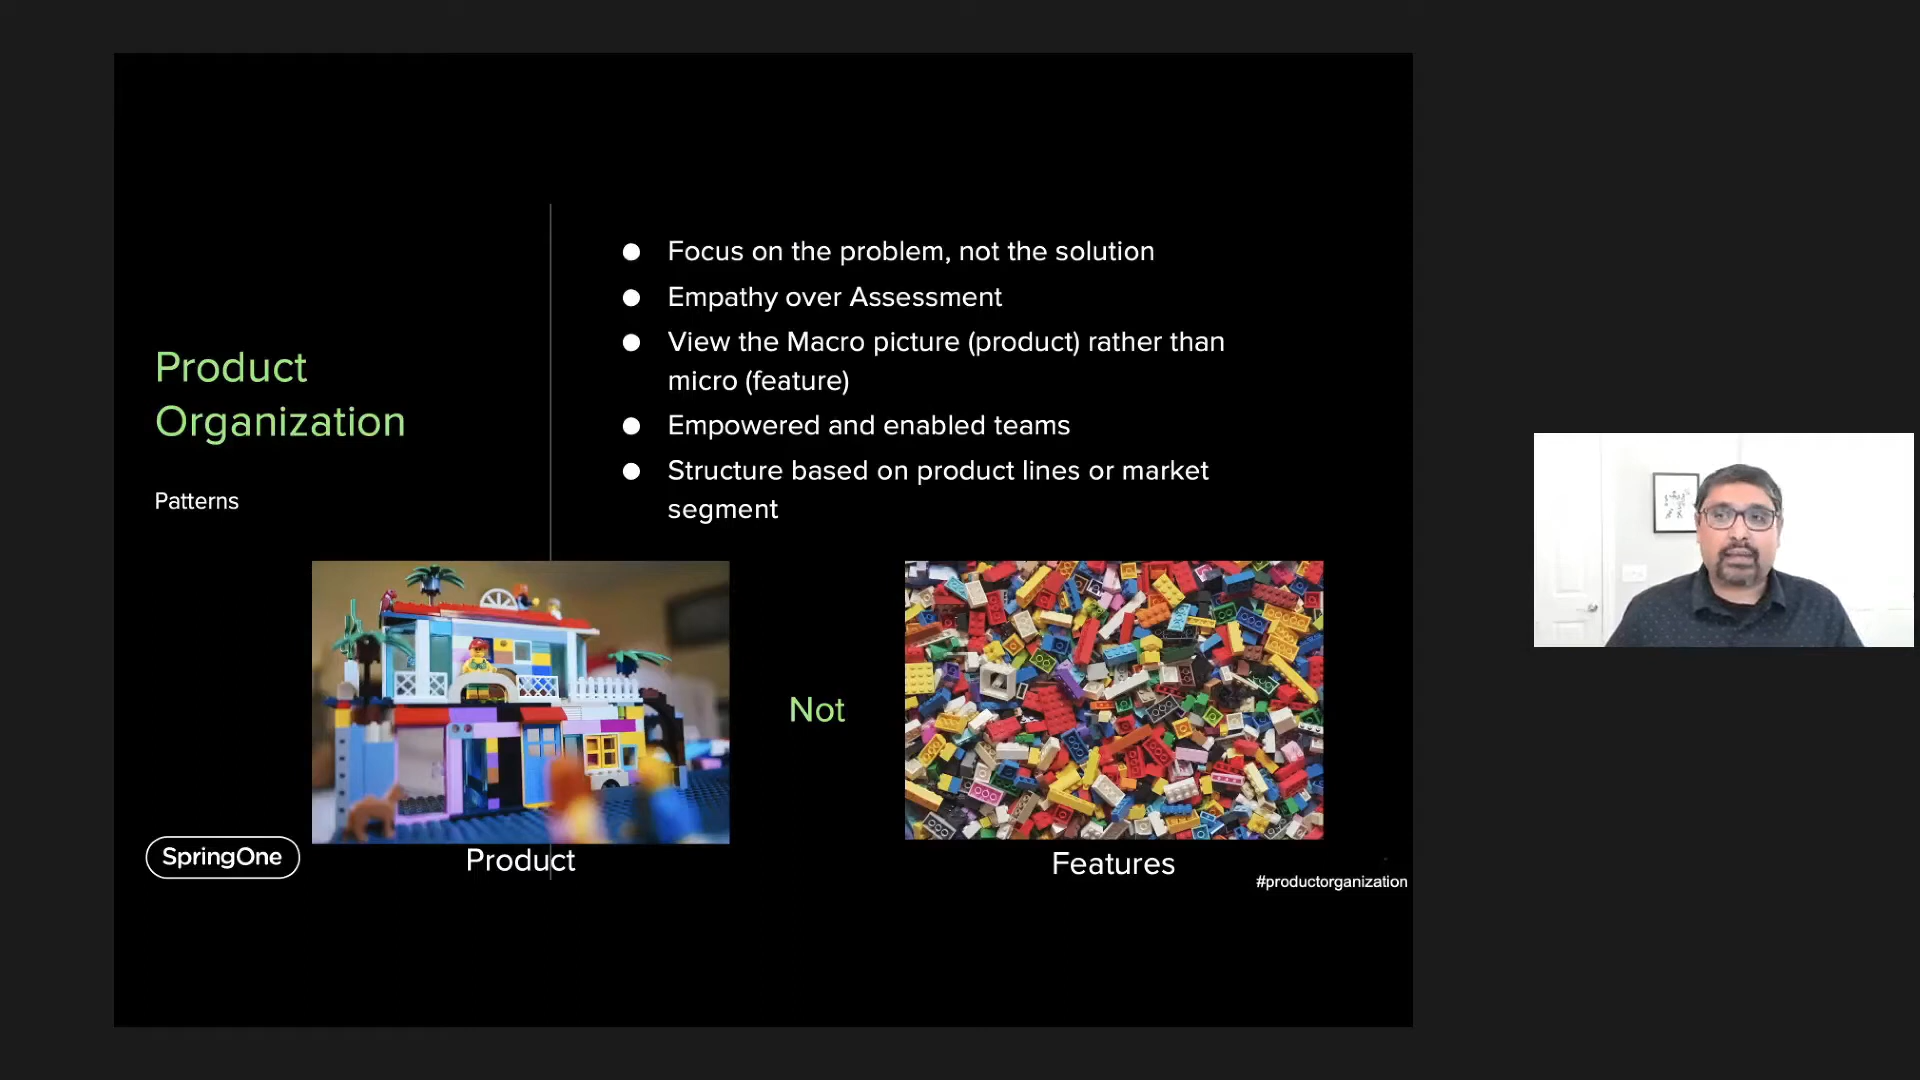 Product
Organization
Patterns
Focus on the problem, not the solution
Empathy over Assessment
View the Macro picture (product) rather than
micro (feature)
Empowered and enabled teams
Structure based on product lines or market
segment
Not
Product
Features
SpringOne
#productorganization